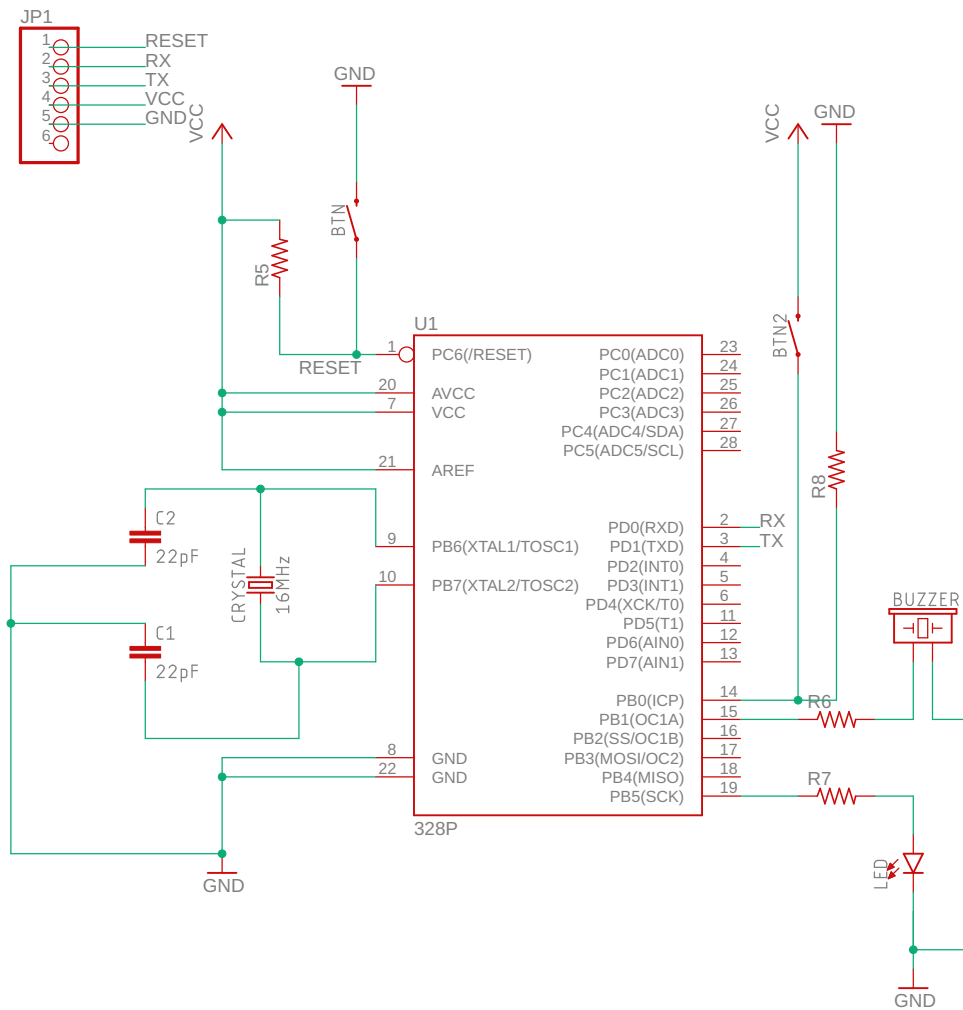 JP1
1 RESET
2 RX
3 TX
4 VCC
5 GND
6
VCC
GND
BTN
R5
VCC
GND
BTN2
R8
U1
1 PC6(/RESET)
RESET
20 AVCC
7 VCC
21 AREF
9 PB6(XTAL1/TOSC1)
10 PB7(XTAL2/TOSC2)
8 GND
22 GND
PC0(ADC0) 23
PC1(ADC1) 24
PC2(ADC2) 25
PC3(ADC3) 26
PC4(ADC4/SDA) 27
PC5(ADC5/SCL) 28
PD0(RXD) 2 RX
PD1(TXD) 3 TX
PD2(INT0) 4
PD3(INT1) 5
PD4(XCK/T0) 6
PD5(T1) 11
PD6(AIN0) 12
PD7(AIN1) 13
PB0(ICP) 14
PB1(OC1A) 15
PB2(SS/OC1B) 16
PB3(MOSI/OC2) 17
PB4(MISO) 18
PB5(SCK) 19
328P
C2
22pF
CRYSTAL
16MHz
C1
22pF
GND
BUZZER
R6
R7
LED
GND